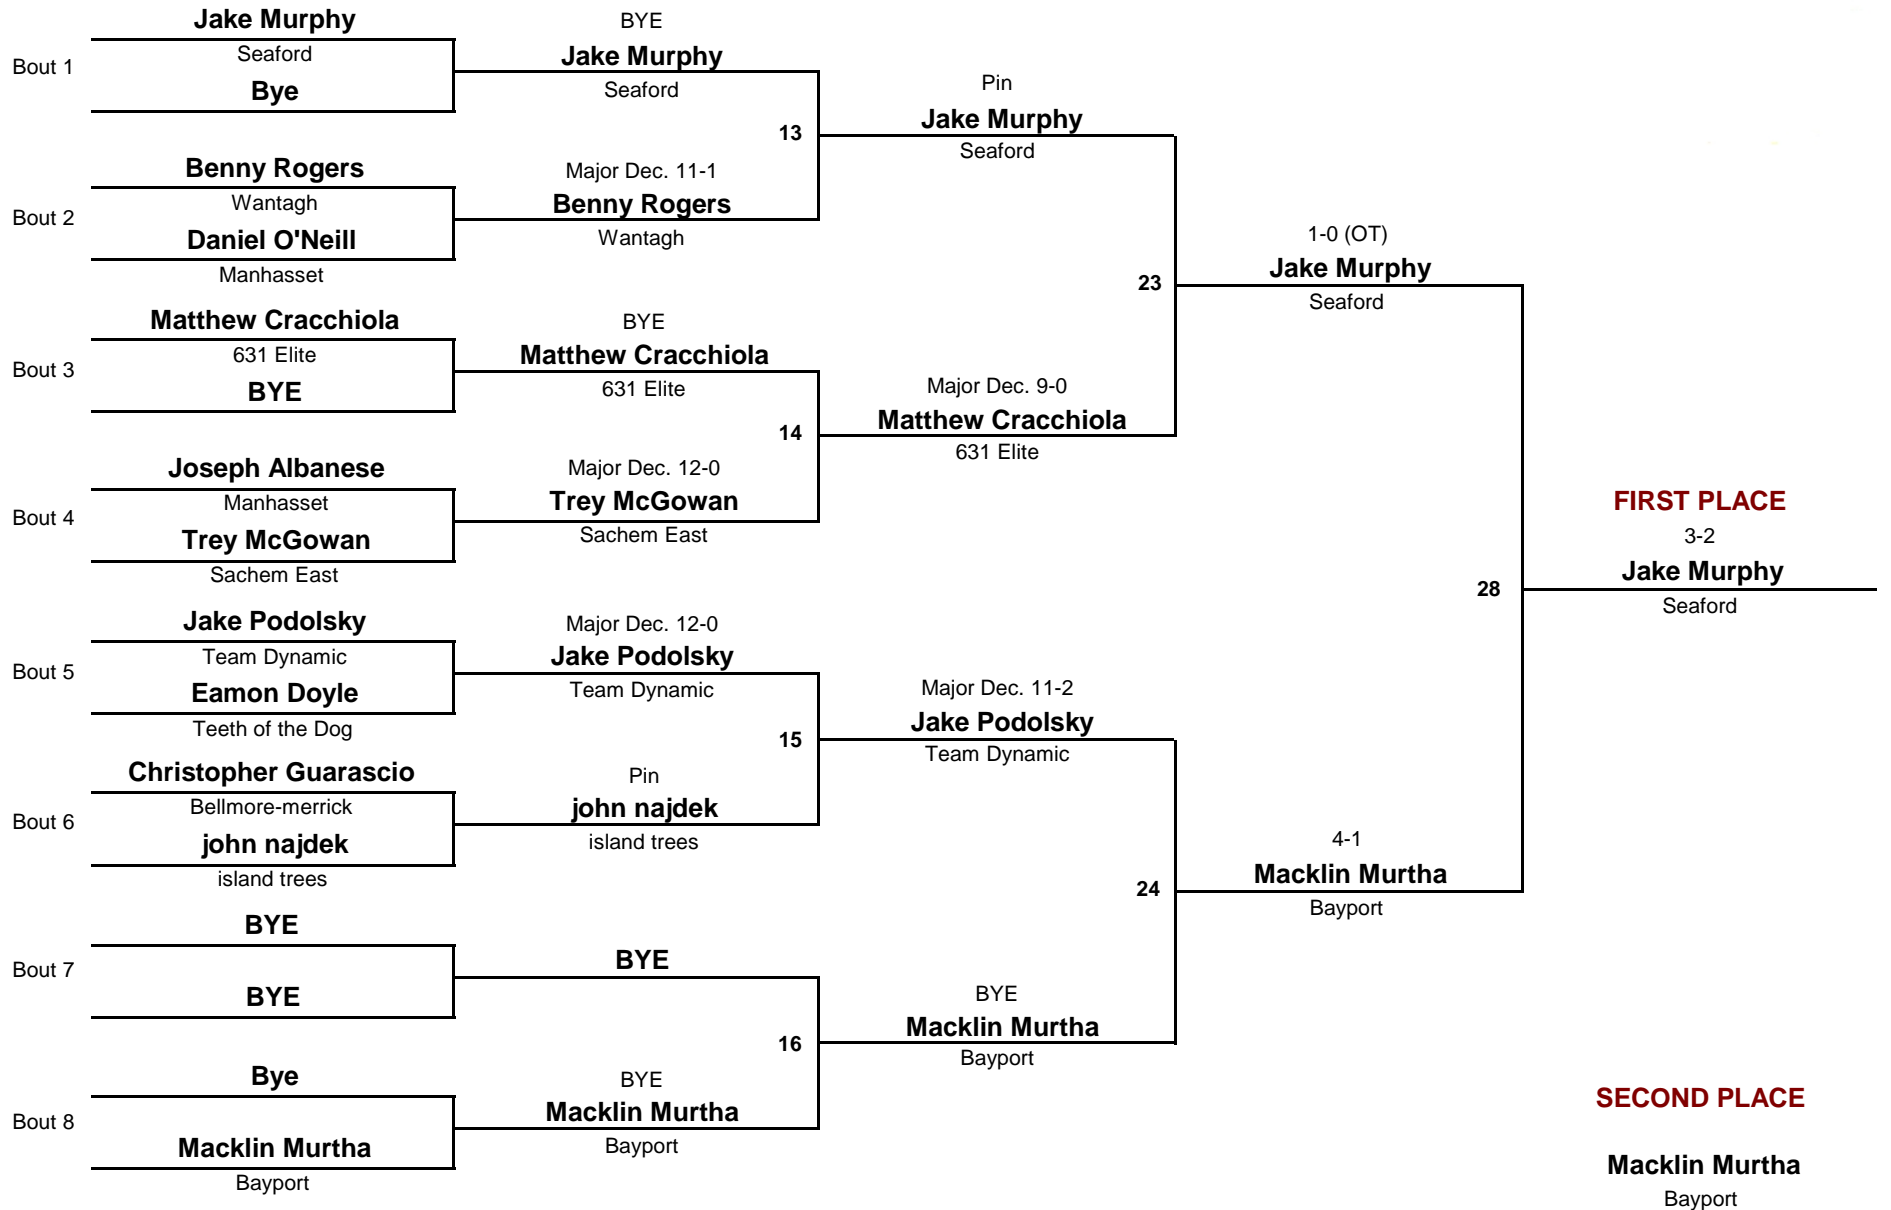 Jake Murphy
Seaford
Bout 1
Bye
Benny Rogers
Wantagh
Bout 2
Daniel O'Neill
Manhasset
Matthew Cracchiola
631 Elite
Bout 3
BYE
Joseph Albanese
Manhasset
Bout 4
Trey McGowan
Sachem East
Jake Podolsky
Team Dynamic
Bout 5
Eamon Doyle
Teeth of the Dog
Christopher Guarascio
Bellmore-merrick
Bout 6
john najdek
island trees
BYE
Bout 7
BYE
Bye
Bout 8
Macklin Murtha
Bayport
BYE
Jake Murphy
Seaford
13
Major Dec. 11-1
Benny Rogers
Wantagh
BYE
Matthew Cracchiola
631 Elite
14
Major Dec. 12-0
Trey McGowan
Sachem East
Major Dec. 12-0
Jake Podolsky
Team Dynamic
15
Pin
john najdek
island trees
BYE
16
BYE
Macklin Murtha
Bayport
Pin
Jake Murphy
Seaford
23
Major Dec. 9-0
Matthew Cracchiola
631 Elite
Major Dec. 11-2
Jake Podolsky
Team Dynamic
24
BYE
Macklin Murtha
Bayport
1-0 (OT)
Jake Murphy
Seaford
28
4-1
Macklin Murtha
Bayport
FIRST PLACE
3-2
Jake Murphy
Seaford
SECOND PLACE
Macklin Murtha
Bayport